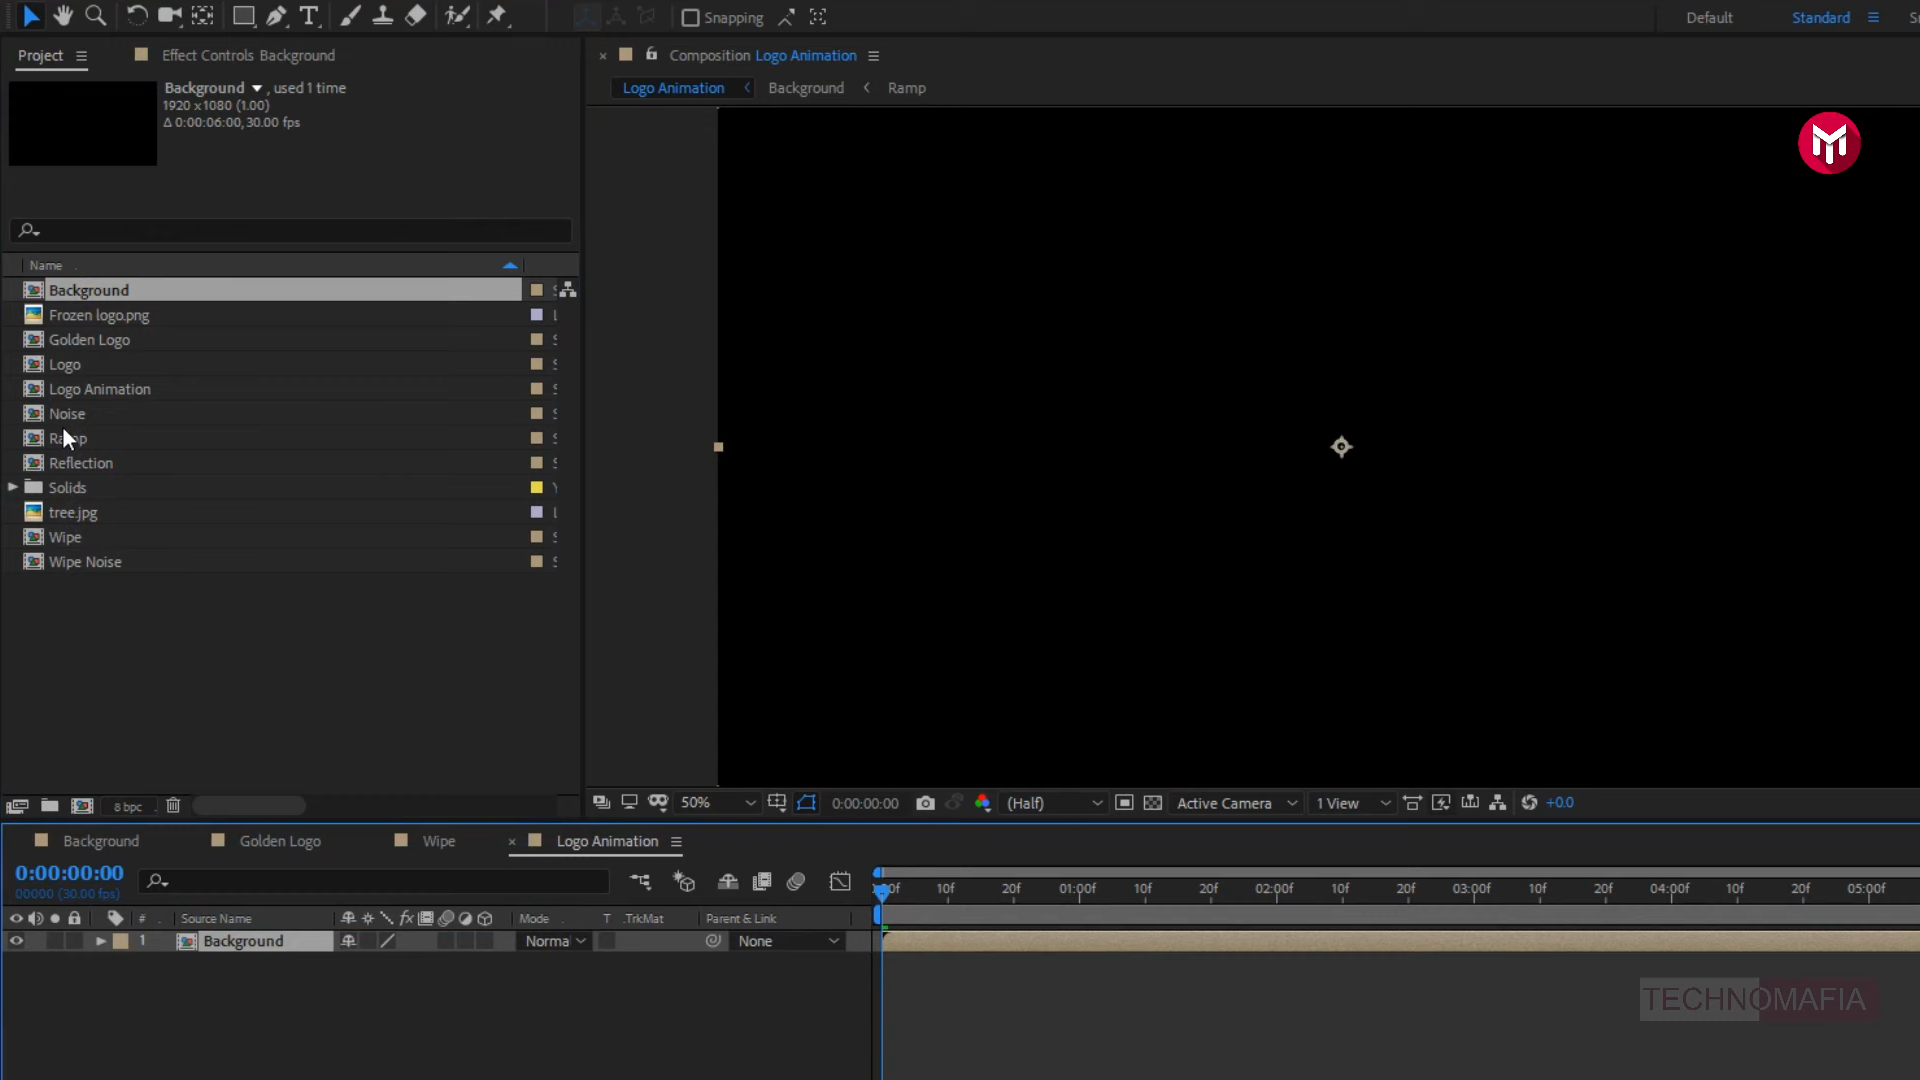 Snapping
Default
Standard
Project
Effect Controls Background
Composition Logo Animation
Background , used 1 time
1920 x 1080 (1.00)
Δ 0:00:06:00, 30.00 fps
Logo Animation
Background
Ramp
Name
Background
Frozen logo.png
Golden Logo
Logo
Logo Animation
Noise
Reflection
Solids
tree.jpg
Wipe
Wipe Noise
8 bpc
50%
0:00:00:00
(Half)
Active Camera
1 View
+0.0
Background
Golden Logo
Wipe
Logo Animation
0:00:00:00
00000 (30.00 fps)
10f 20f 01:00f 10f 20f 02:00f 10f 20f 03:00f 10f 20f 04:00f 10f 20f 05:00f
# Source Name Mode T .TrkMat Parent & Link
1 Background Norma None
TECHNOMAFIA